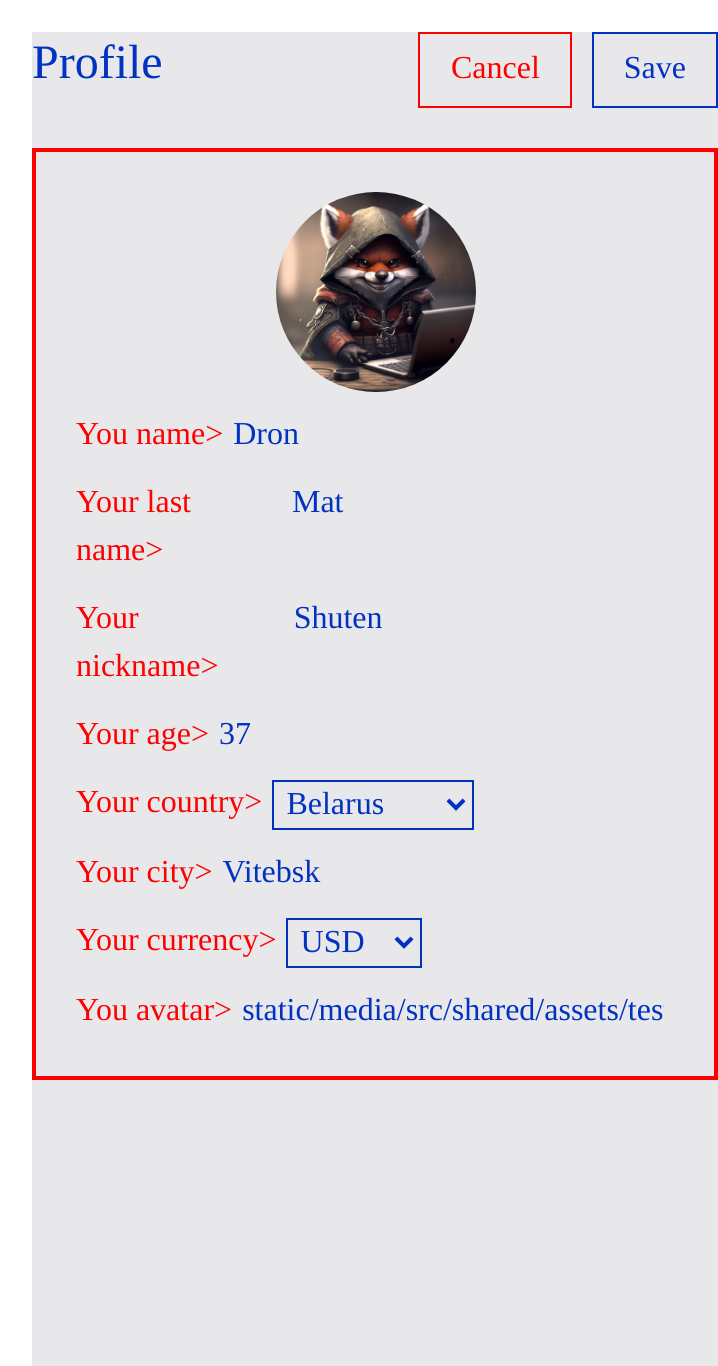 Profile Cancel Save
You name> Dron
Your last Mat
name>
Your Shuten
nickname>
Your age> 37
Your country> Belarus
Your city> Vitebsk
Your currency> USD
You avatar> static/media/src/shared/assets/tes